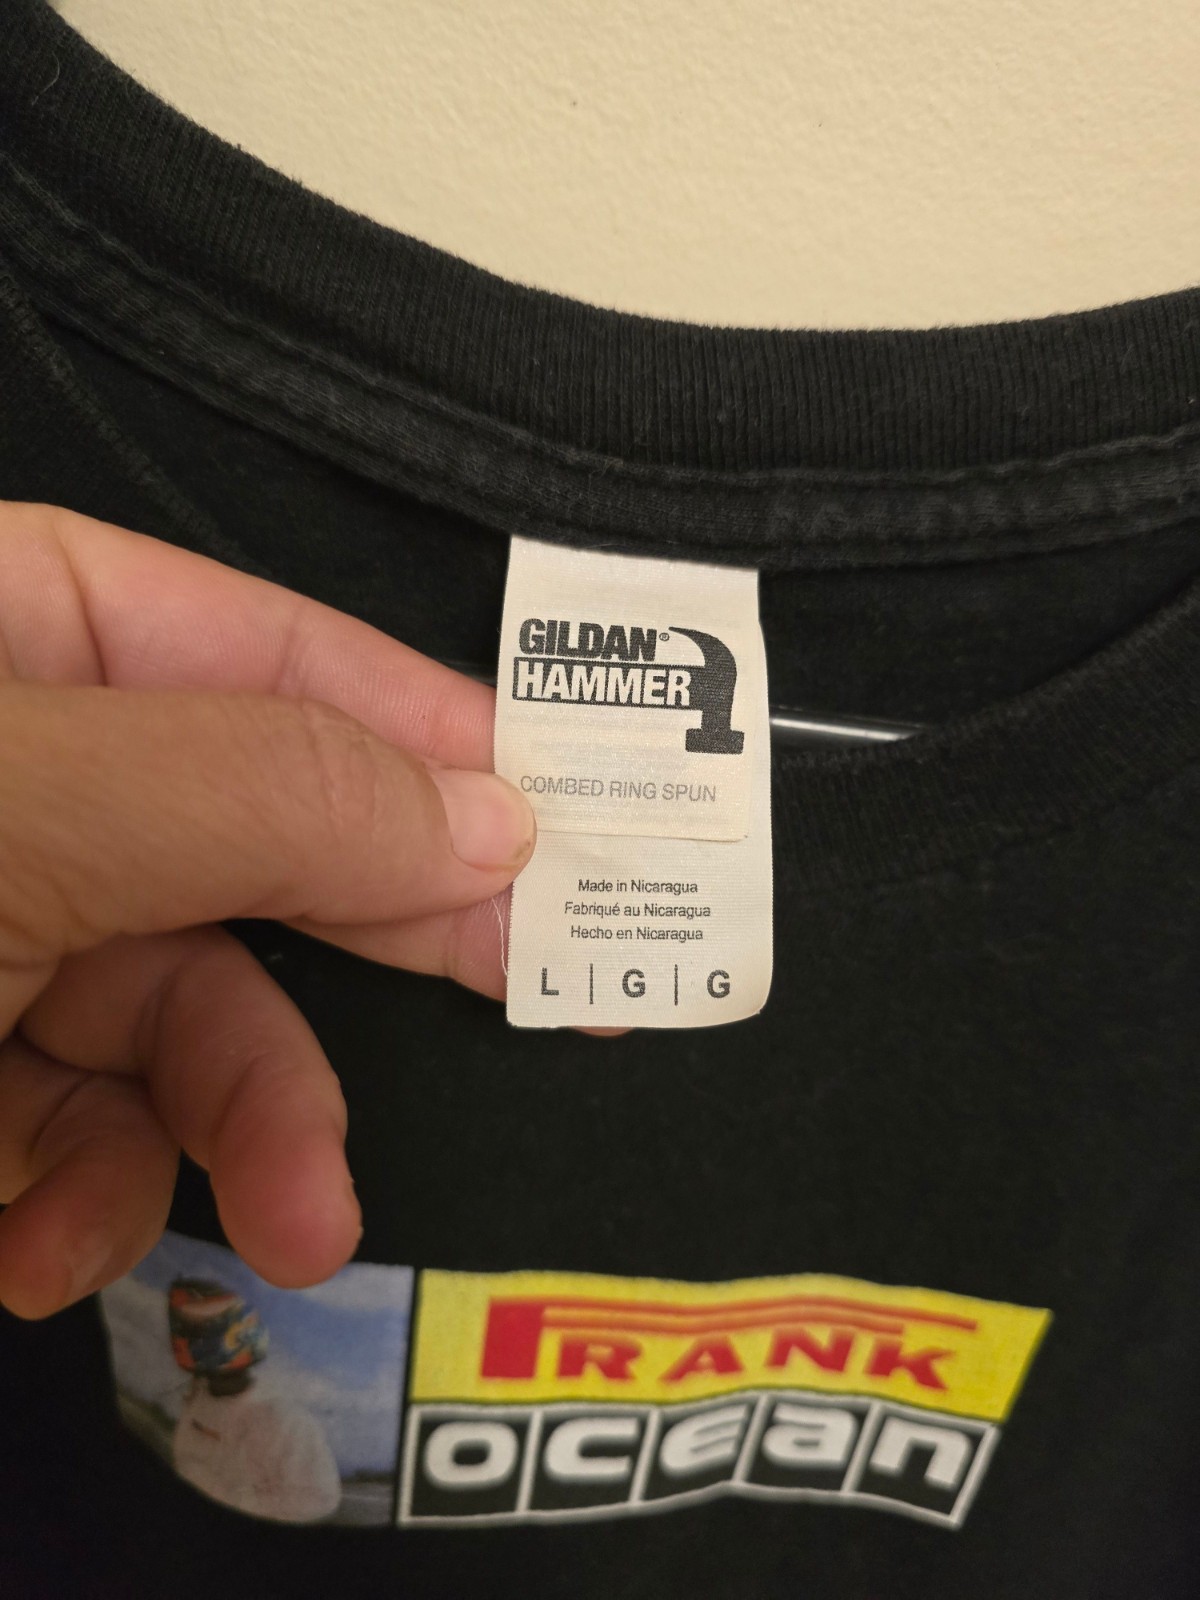 GILDAN®
HAMMER
COMBED RING SPUN
Made in Nicaragua
Fabriqué au Nicaragua
Hecho en Nicaragua
L | G | G
FRANK
OCEAN